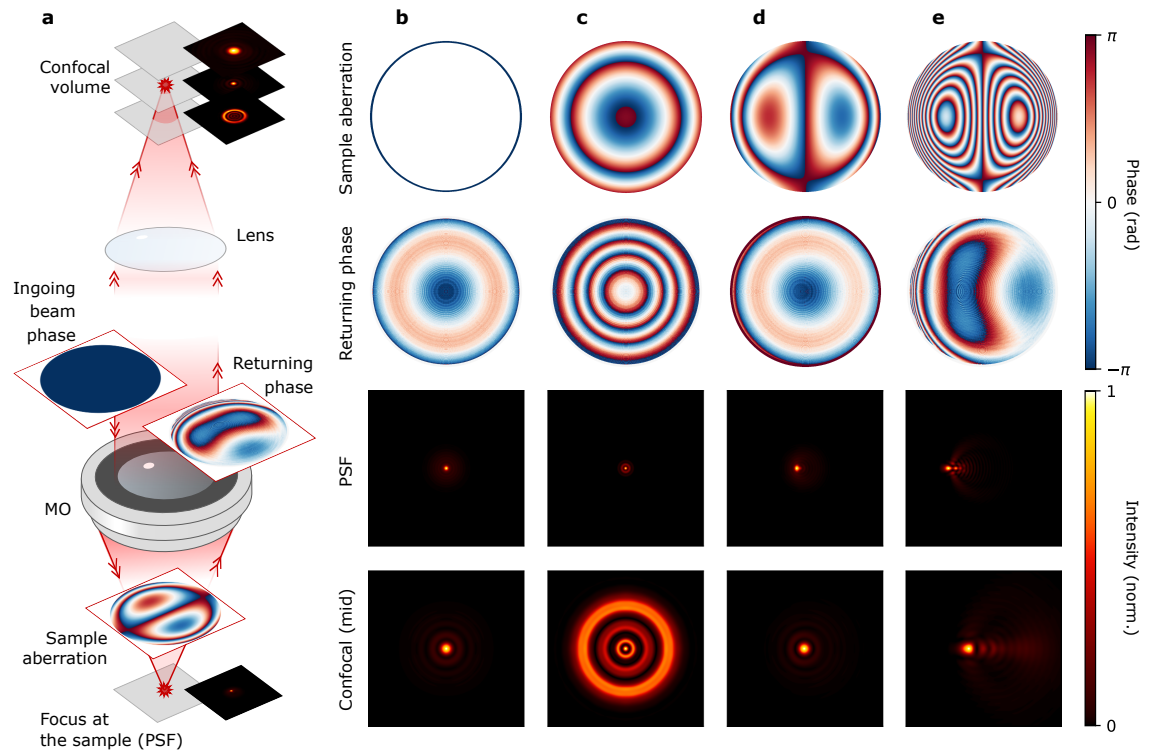 a
b
c
d
e
Confocal
volume
Lens
Ingoing
beam
phase
Returning
phase
MO
Sample
aberration
Focus at
the sample (PSF)
Sample aberration
Returning phase
PSF
Confocal (mid)
π
0
−π
Phase (rad)
1
0
Intensity (norm.)